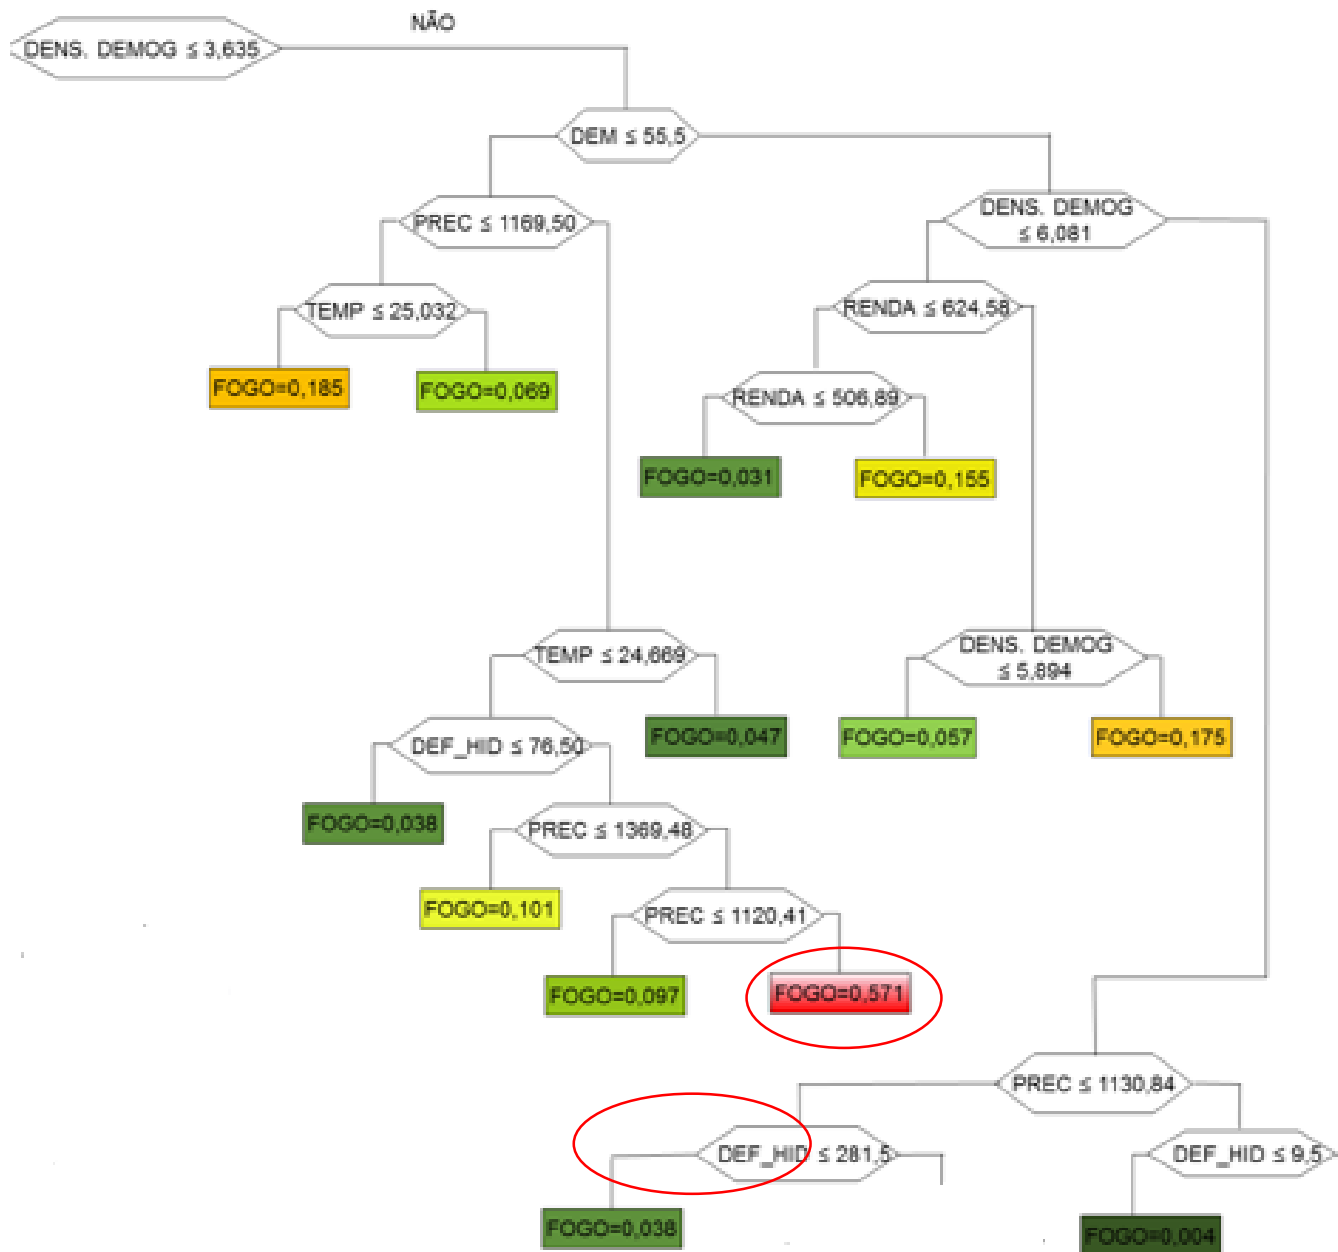 NÃO
DENS. DEMOG ≤ 3,635
DEM ≤ 55,5
PREC ≤ 1169,50
DENS. DEMOG
≤ 6,081
TEMP ≤ 25,032
RENDA ≤ 624,58
FOGO=0,185
FOGO=0,069
RENDA ≤ 506,89
FOGO=0,031
FOGO=0,155
TEMP ≤ 24,669
DENS. DEMOG
≤ 5,894
DEF_HID ≤ 76,50
FOGO=0,047
FOGO=0,057
FOGO=0,175
FOGO=0,038
PREC ≤ 1369,48
FOGO=0,101
PREC ≤ 1120,41
FOGO=0,097
FOGO=0,571
PREC ≤ 1130,84
DEF_HID ≤ 281,5
DEF_HID ≤ 9,5
FOGO=0,038
FOGO=0,004